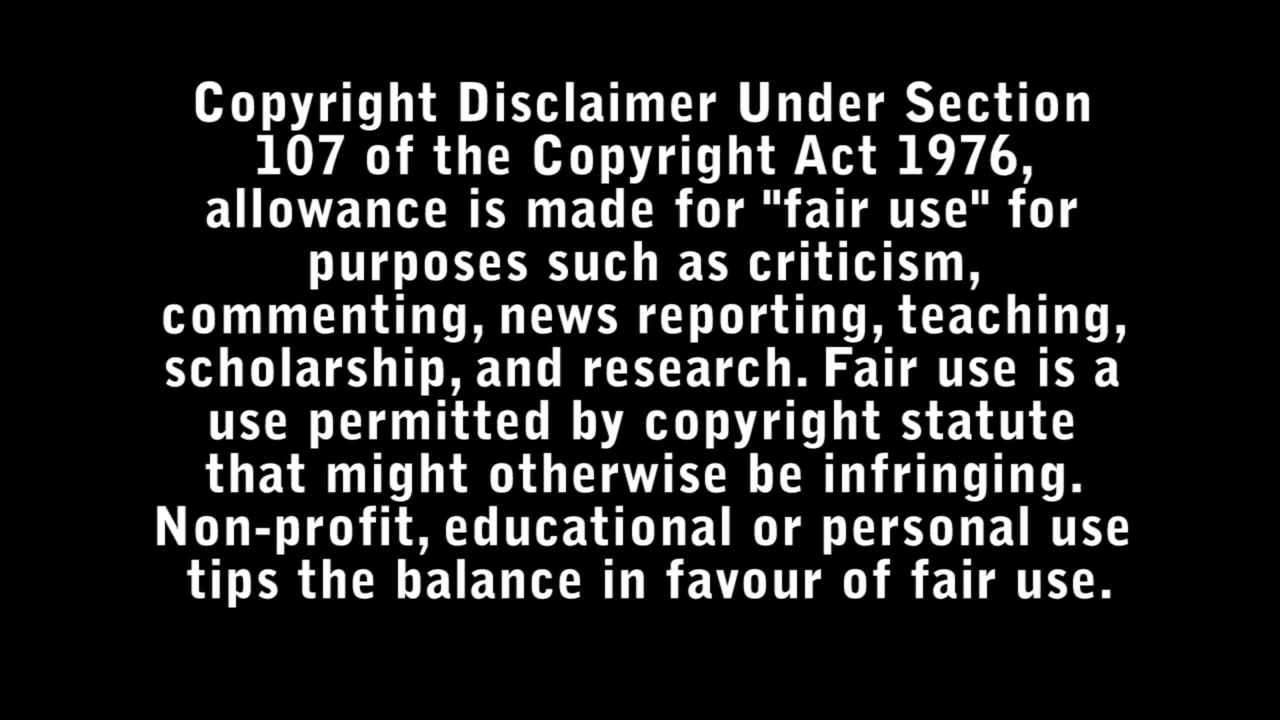 Copyright Disclaimer Under Section
107 of the Copyright Act 1976,
allowance is made for "fair use" for
purposes such as criticism,
commenting, news reporting, teaching,
scholarship, and research. Fair use is a
use permitted by copyright statute
that might otherwise be infringing.
Non-profit, educational or personal use
tips the balance in favour of fair use.